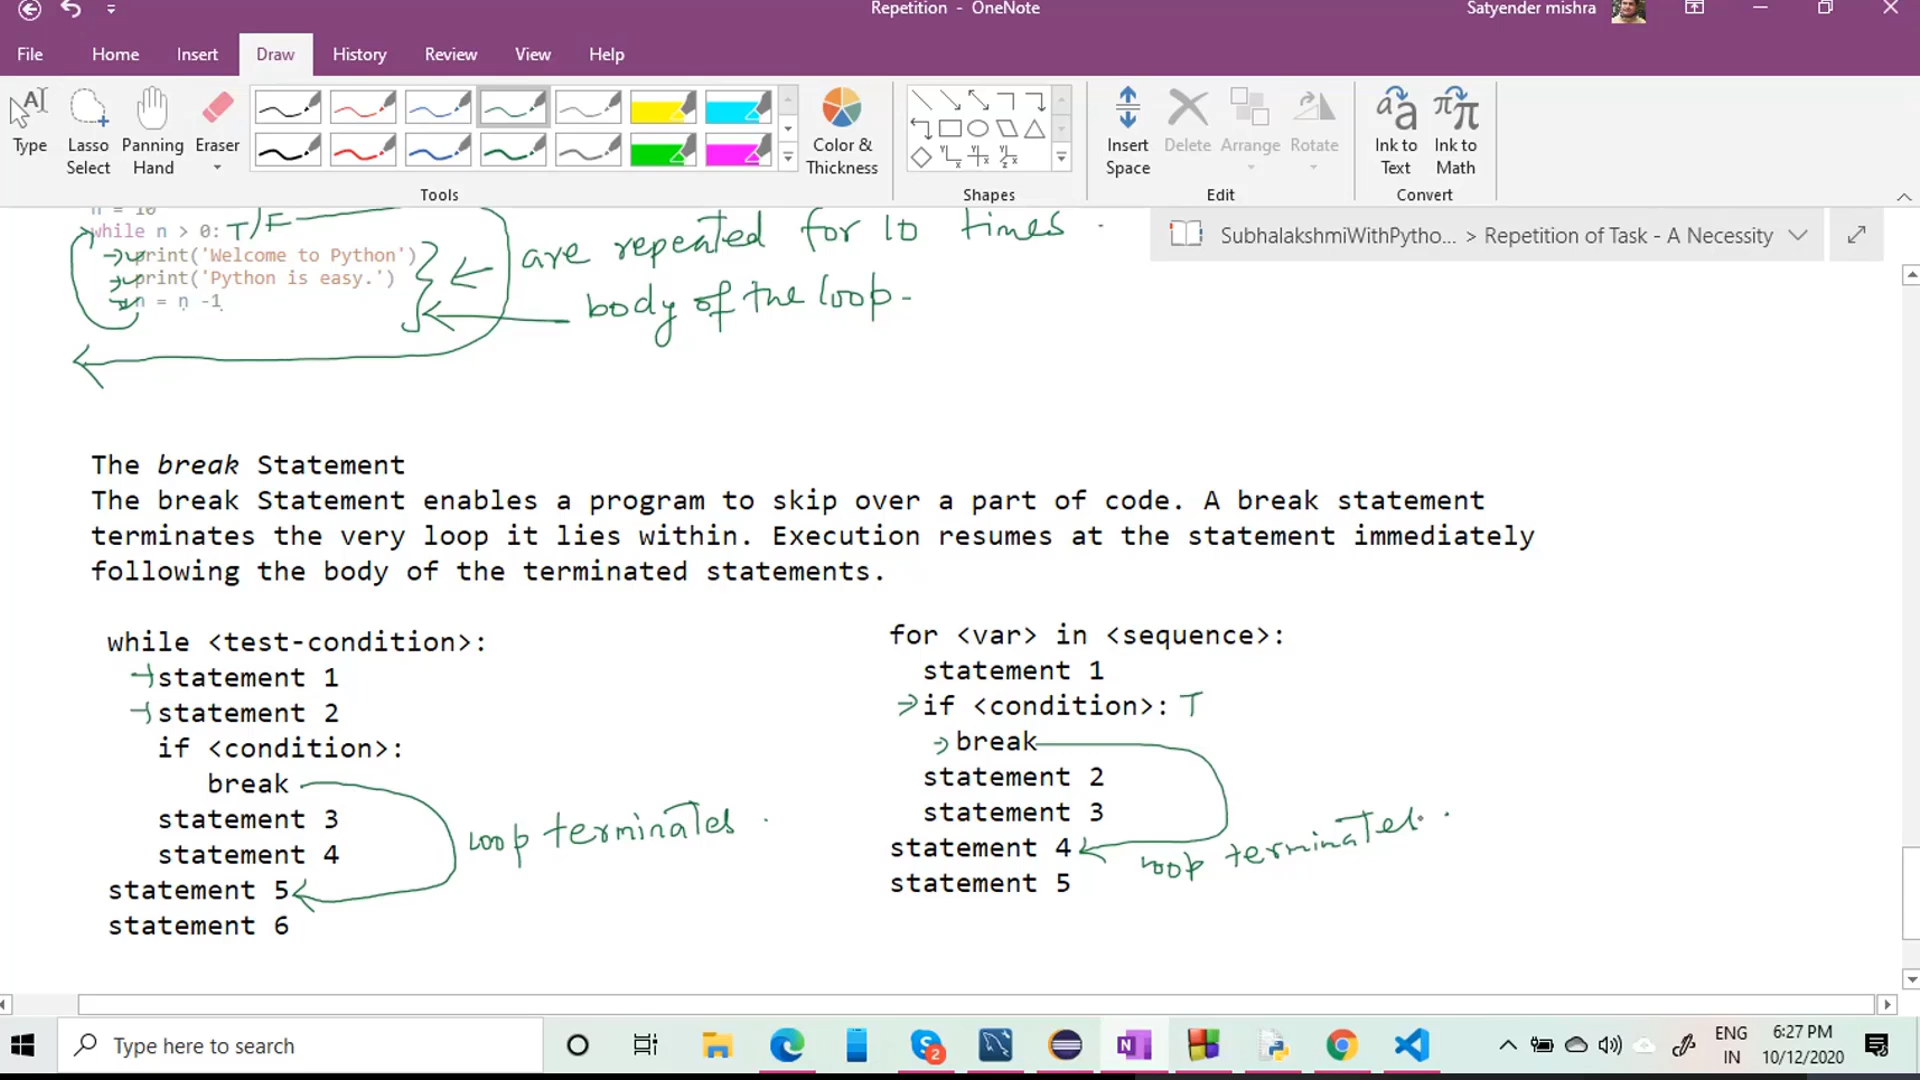 Repetition - OneNote
Satyender mishra
File Home Insert Draw History Review View Help
Type
Lasso Select
Panning Hand
Eraser
Color & Thickness
Insert Space
Delete
Arrange
Rotate
Ink to Text
Ink to Math
Tools
Shapes
Edit
Convert
SubhalakshmiWithPytho... > Repetition of Task - A Necessity
n = 10
while n > 0: T/F
print('Welcome to Python')
print('Python is easy.')
n = n -1
are repeated for 10 times.
body of the loop-
The break Statement
The break Statement enables a program to skip over a part of code. A break statement
terminates the very loop it lies within. Execution resumes at the statement immediately
following the body of the terminated statements.
while <test-condition>:
statement 1
statement 2
if <condition>:
break
statement 3
statement 4
statement 5
statement 6
loop terminates.
for <var> in <sequence>:
statement 1
if <condition>: T
break
statement 2
statement 3
statement 4
statement 5
loop terminates.
Type here to search
2
ENG
IN
6:27 PM
10/12/2020